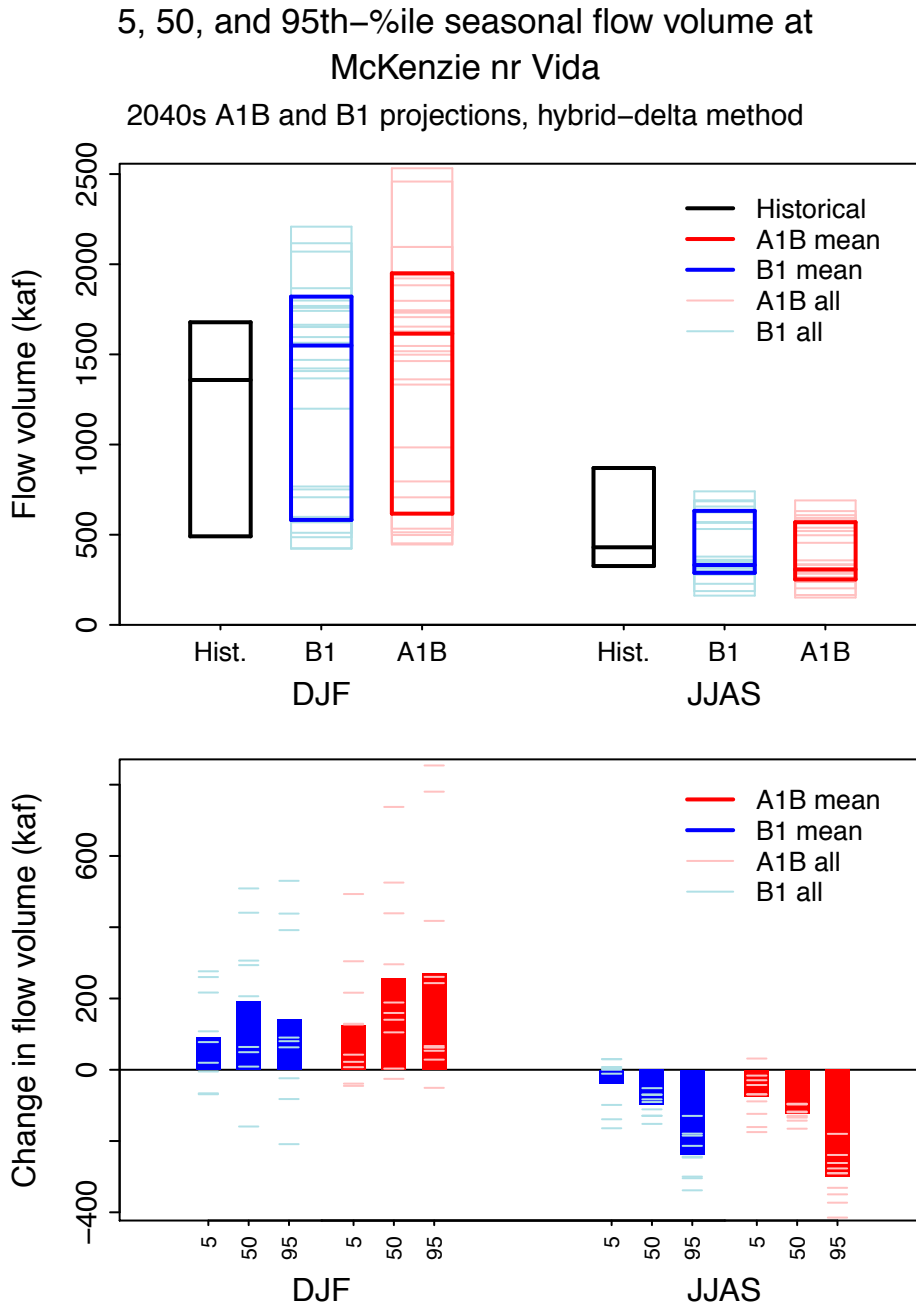 5, 50, and 95th−%ile seasonal flow volume at
McKenzie nr Vida
2040s A1B and B1 projections, hybrid−delta method
Flow volume (kaf)
2500
2000
1500
1000
500
0
Historical
A1B mean
B1 mean
A1B all
B1 all
Hist. B1 A1B Hist. B1 A1B
DJF JJAS
Change in flow volume (kaf)
600
200
0
−400
A1B mean
B1 mean
A1B all
B1 all
5 50 95 5 50 95 5 50 95 5 50 95
DJF JJAS